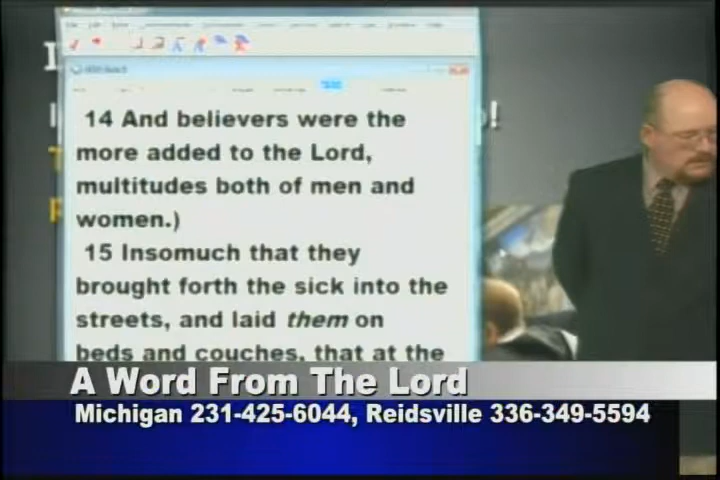 14 And believers were the
more added to the Lord,
multitudes both of men and
women.)
15 Insomuch that they
brought forth the sick into the
streets, and laid them on
beds and couches, that at the
A Word From The Lord
Michigan 231-425-6044, Reidsville 336-349-5594